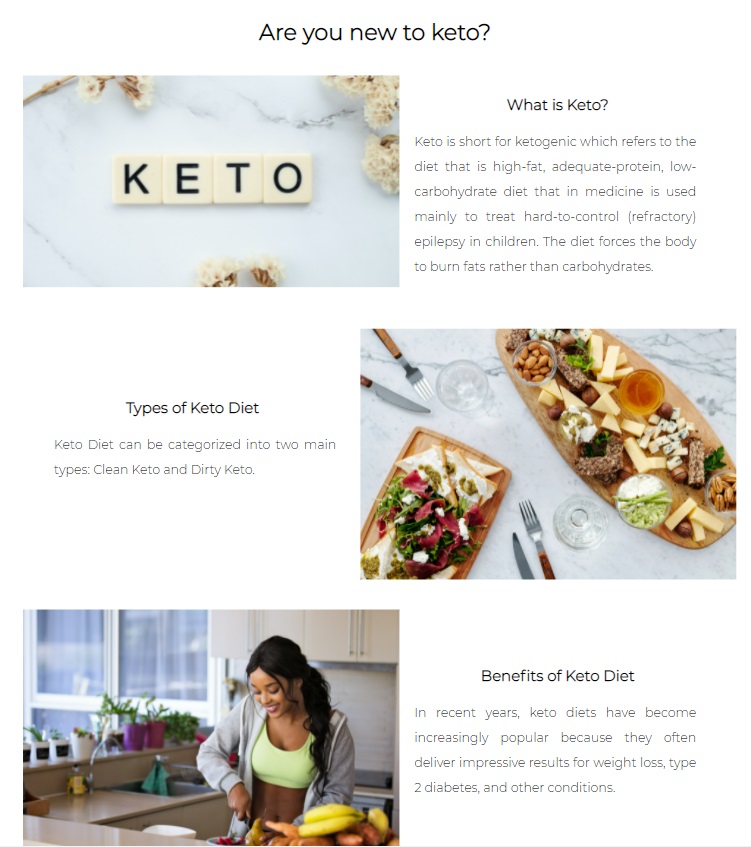 Are you new to keto?
KETO
What is Keto?
Keto is short for ketogenic which refers to the
diet that is high-fat, adequate-protein, low-
carbohydrate diet that in medicine is used
mainly to treat hard-to-control (refractory)
epilepsy in children. The diet forces the body
to burn fats rather than carbohydrates.
Types of Keto Diet
Keto Diet can be categorized into two main
types: Clean Keto and Dirty Keto.
Benefits of Keto Diet
In recent years, keto diets have become
increasingly popular because they often
deliver impressive results for weight loss, type
2 diabetes, and other conditions.